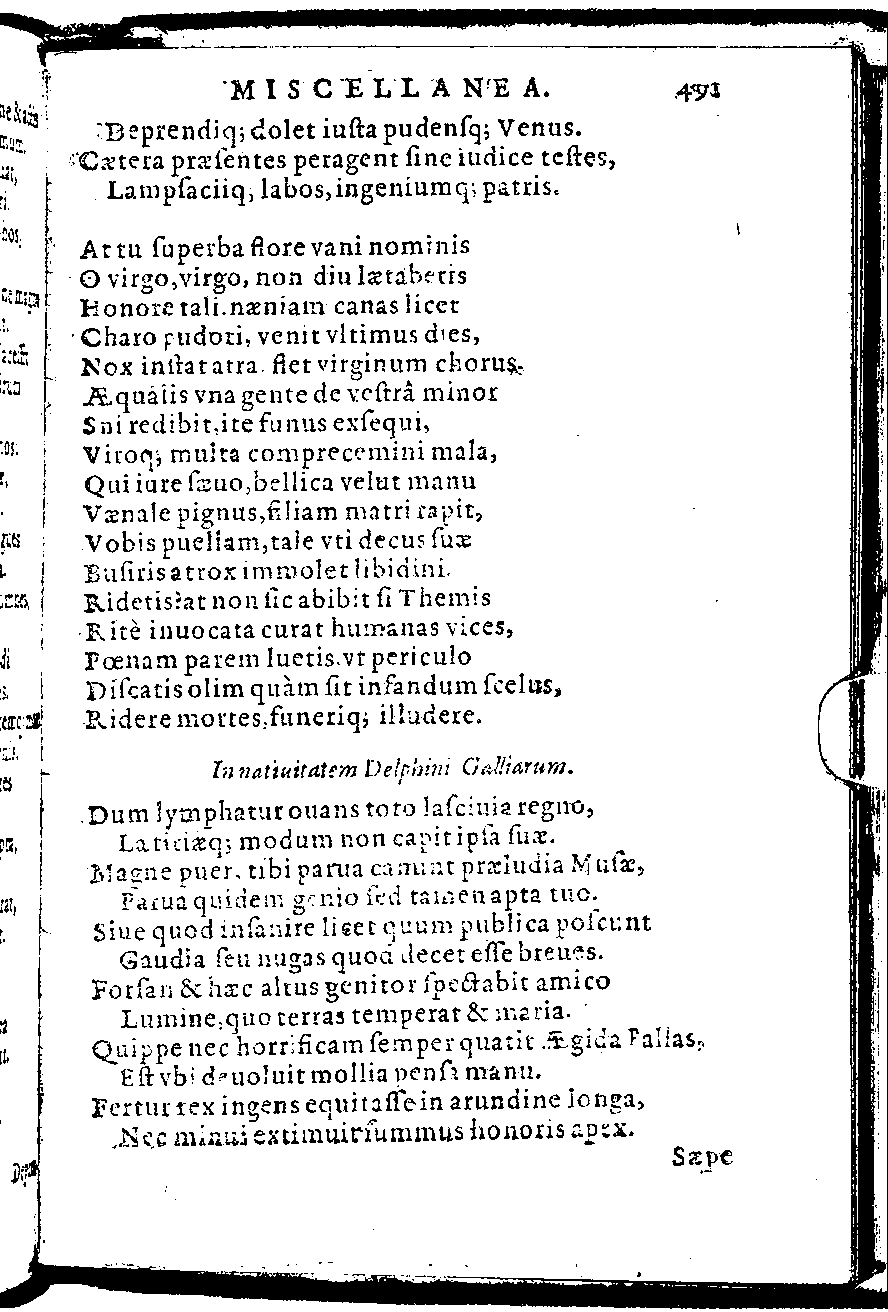 MISCELLANEA. 491
Deprendiq; dolet iuſta pudenſq; Venus.
Cætera præſentes peragent ſine iudice teſtes,
Lampſaciiq; labos, ingeniumq; patris.
At tu ſuperba flore vani nominis
O virgo, virgo, non diu lætaberis
Honore tali. næniam canas licet
Charo pudori, venit vltimus dies,
Nox inſtat atra. flet virginum chorus,
Æqualis vna gente de veſtrâ minor
Sni redibit, ite funus exſequi,
Viroq; multa comprecemini mala,
Qui iure ſæuo, bellica velut manu
Vænale pignus, filiam matri rapit,
Vobis puellam, tale vti decus ſuæ
Buſiris atrox immolet libidini.
Ridetis? at non ſic abibit ſi Themis
Ritè inuocata curat humanas vices,
Pœnam parem luetis. vt periculo
Diſcatis olim quàm ſit infandum ſcelus,
Ridere mortes, funeriq; illudere.
In natiuitatem Delphini Galliarum.
Dum lymphatur ouans toto laſciuia regno,
Lætitiæq; modum non capit ipſa ſuæ.
Magne puer, tibi parua canunt præludia Muſæ,
Parua quidem genio ſed tamen apta tuo.
Siue quod inſanire licet quum publica poſcunt
Gaudia ſeu nugas quod decet eſſe breues.
Forſan & hæc altus genitor ſpectabit amico
Lumine, quo terras temperat & maria.
Quippe nec horrificam ſemper quatit Ægida Pallas,
Eſt vbi deuoluit mollia penſa manu.
Fertur rex ingens equitaſſe in arundine longa,
Nec minui extimuit ſummus honoris apex.
Sæpe